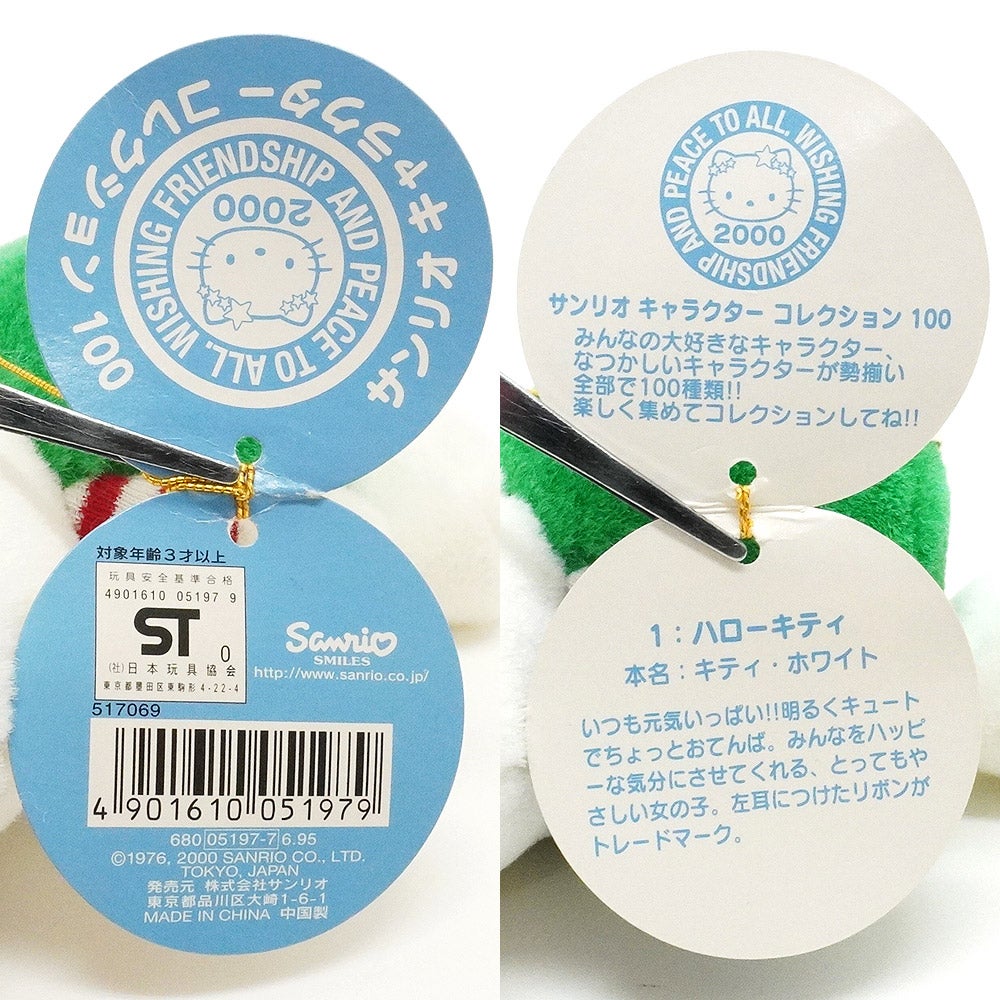 サンリオ キャラクター コレクション 100
WISHING FRIENDSHIP AND PEACE TO ALL.
2000
対象年齢3才以上
玩具安全基準合格
4901610 05197 9
ST 0
(社)日本玩具協会
東京都墨田区東駒形4-22-4
517069
Sanrio
SMILES
http://www.sanrio.co.jp/
4 901610 051979
680 05197-7 6.95
©1976, 2000 SANRIO CO., LTD.
TOKYO, JAPAN
発売元 株式会社サンリオ
東京都品川区大崎1-6-1
MADE IN CHINA 中国製
WISHING FRIENDSHIP AND PEACE TO ALL.
2000
サンリオ キャラクター コレクション 100
みんなの大好きなキャラクター、
なつかしいキャラクターが勢揃い
全部で100種類!!
楽しく集めてコレクションしてね!!
1:ハローキティ
本名:キティ・ホワイト
いつも元気いっぱい!!明るくキュート
でちょっとおてんば。みんなをハッピ
ーな気分にさせてくれる、とってもや
さしい女の子。左耳につけたリボンが
トレードマーク。